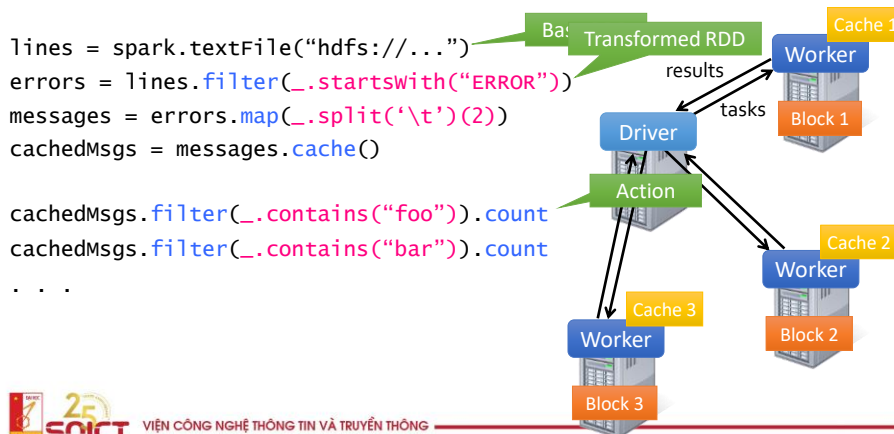 lines = spark.textFile(“hdfs://...”)
errors = lines.filter(_.startsWith(“ERROR”))
messages = errors.map(_.split(‘\t’)(2))
cachedMsgs = messages.cache()
cachedMsgs.filter(_.contains(“foo”)).count
cachedMsgs.filter(_.contains(“bar”)).count
. . .
Transformed RDD
Action
Driver
results
tasks
Cache 1
Worker
Block 1
Cache 2
Worker
Block 2
Cache 3
Worker
Block 3
25
VIỆN CÔNG NGHỆ THÔNG TIN VÀ TRUYỀN THÔNG